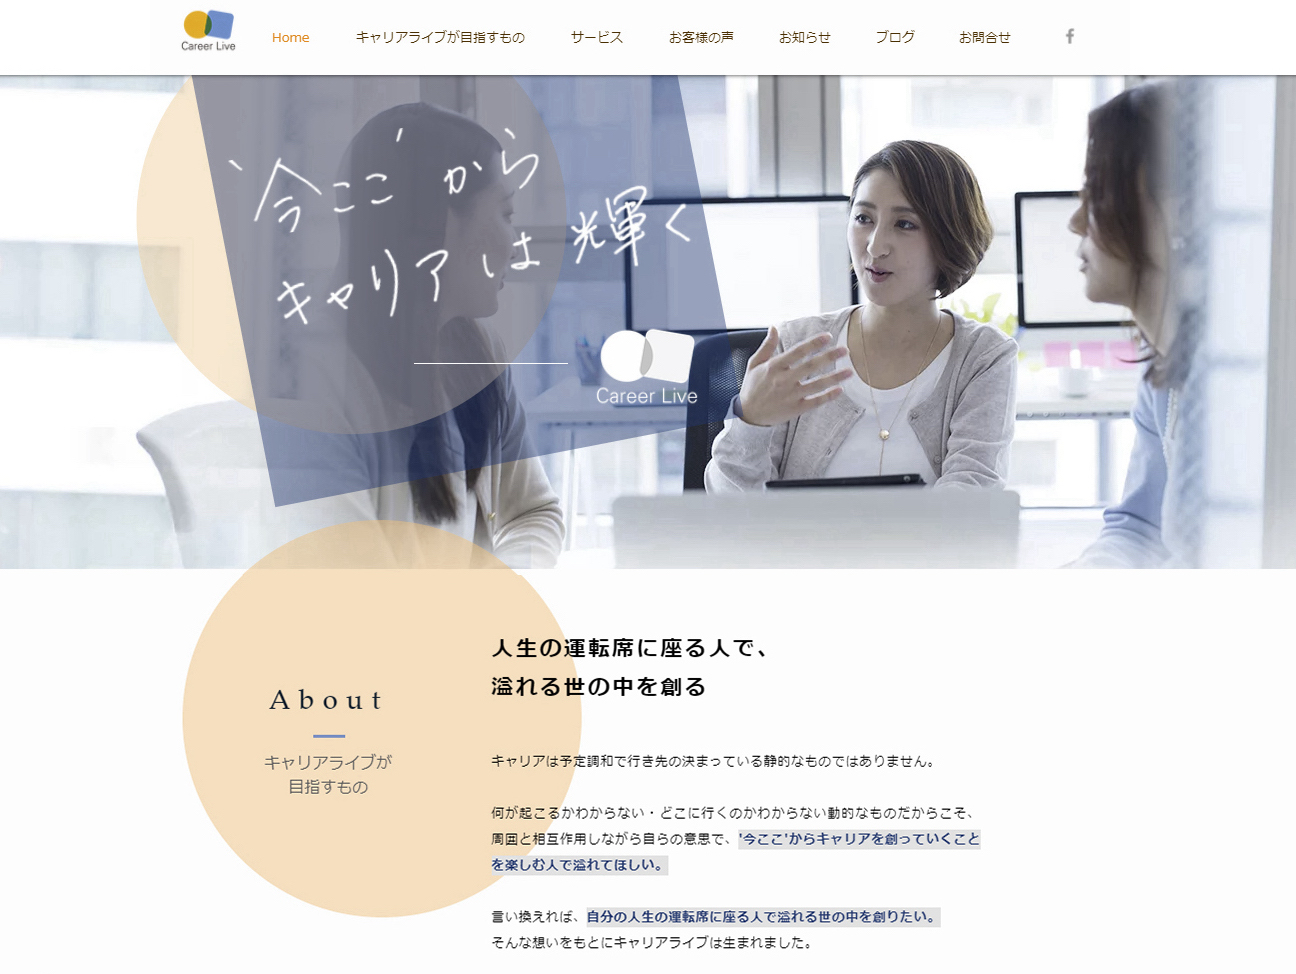 Career Live
Home
キャリアライブが目指すもの
サービス
お客様の声
お知らせ
ブログ
お問合せ
f
‘今ここ’から
キャリアは輝く
Career Live
About
キャリアライブが
目指すもの
人生の運転席に座る人で、
溢れる世の中を創る
キャリアは予定調和で行き先の決まっている静的なものではありません。
何が起こるかわからない・どこに行くのかわからない動的なものだからこそ、
周囲と相互作用しながら自らの意思で、'今ここ'からキャリアを創っていくこと
を楽しむ人で溢れてほしい。
言い換えれば、自分の人生の運転席に座る人で溢れる世の中を創りたい。
そんな想いをもとにキャリアライブは生まれました。